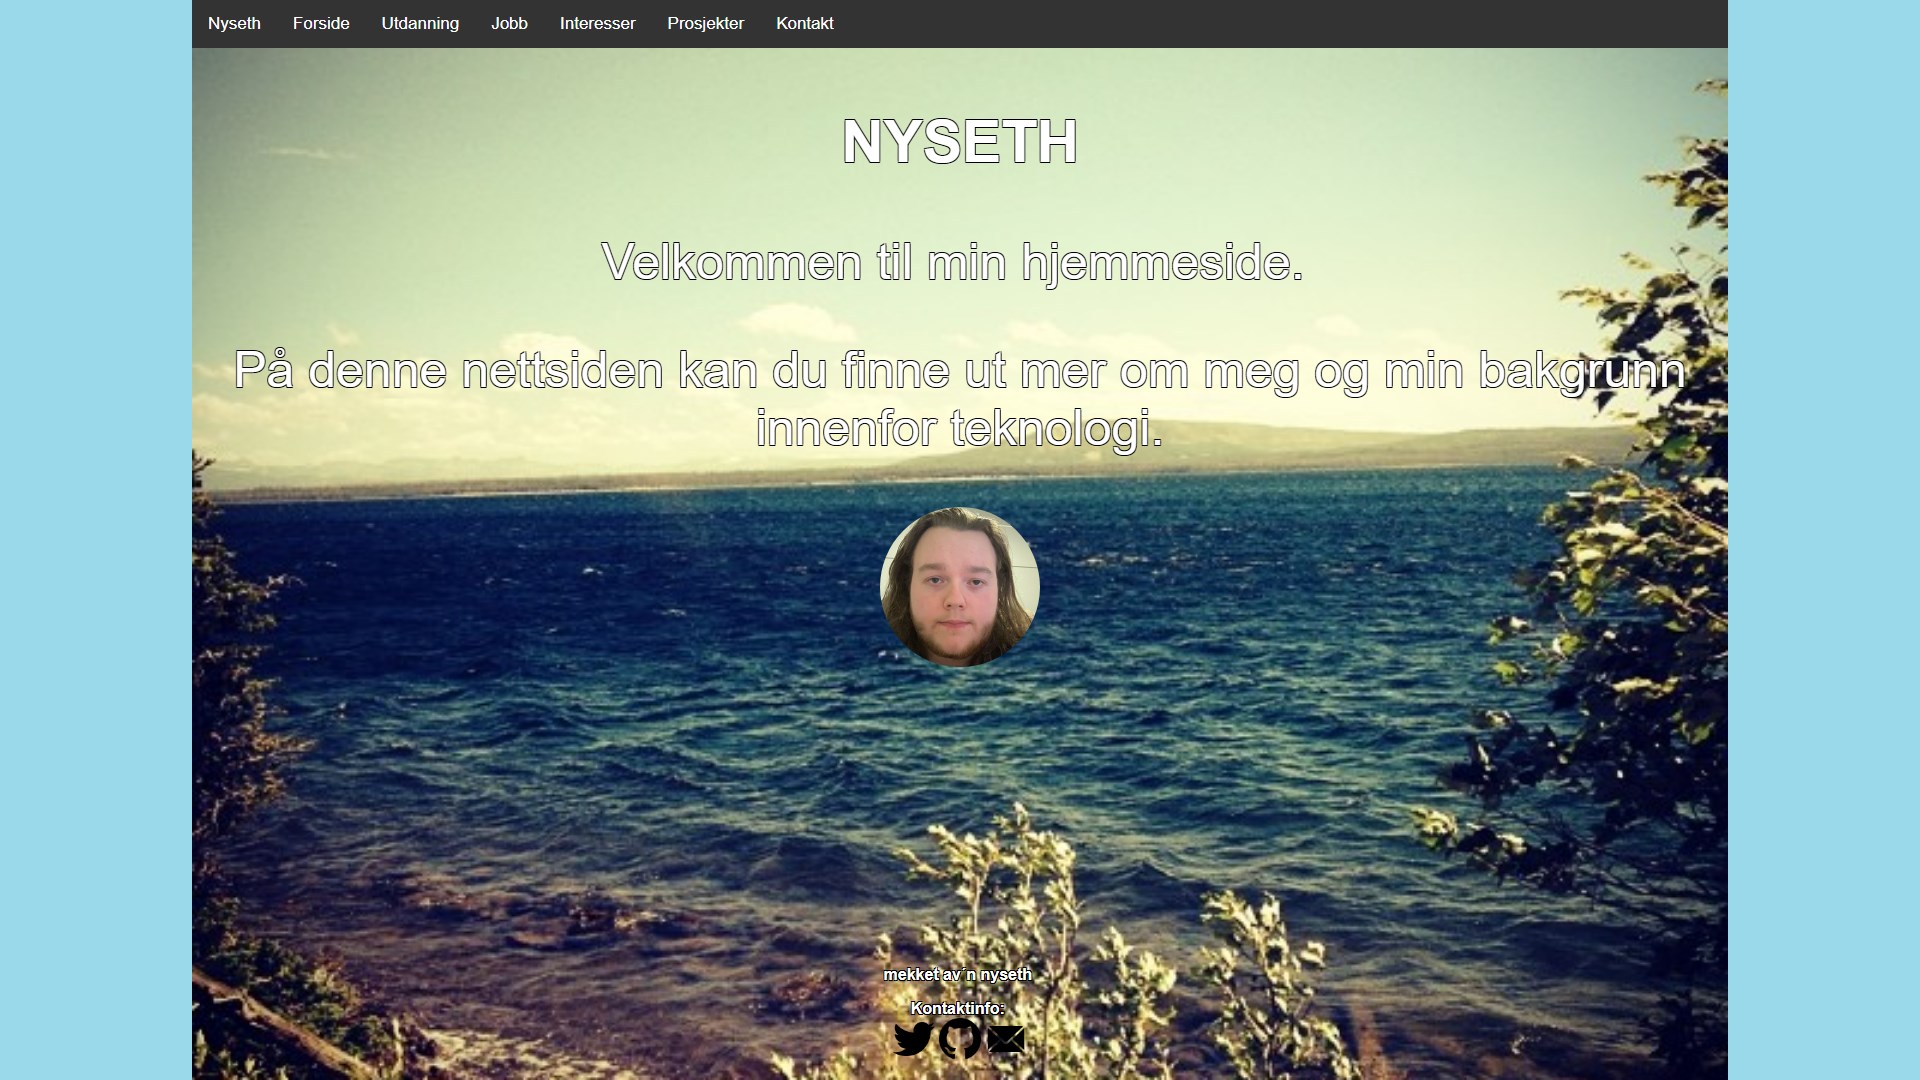 Nyseth Forside Utdanning Jobb Interesser Prosjekter Kontakt
NYSETH
Velkommen til min hjemmeside.
På denne nettsiden kan du finne ut mer om meg og min bakgrunn
innenfor teknologi.
mekket av´n nyseth
Kontaktinfo: